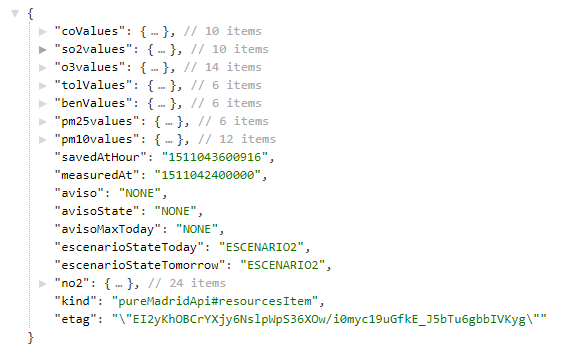 {
"coValues": { … }, // 10 items
"so2values": { … }, // 10 items
"o3values": { … }, // 14 items
"tolValues": { … }, // 6 items
"benValues": { … }, // 6 items
"pm25values": { … }, // 6 items
"pm10values": { … }, // 12 items
"savedAtHour": "1511043600916",
"measuredAt": "1511042400000",
"aviso": "NONE",
"avisoState": "NONE",
"avisoMaxToday": "NONE",
"escenarioStateToday": "ESCENARIO2",
"escenarioStateTomorrow": "ESCENARIO2",
"no2": { … }, // 24 items
"kind": "pureMadridApi#resourcesItem",
"etag": "\"EI2yKhOBCrYXjy6NslpWpS36XOw/i0myc19uGfkE_J5bTu6gbbIVKyg\""
}